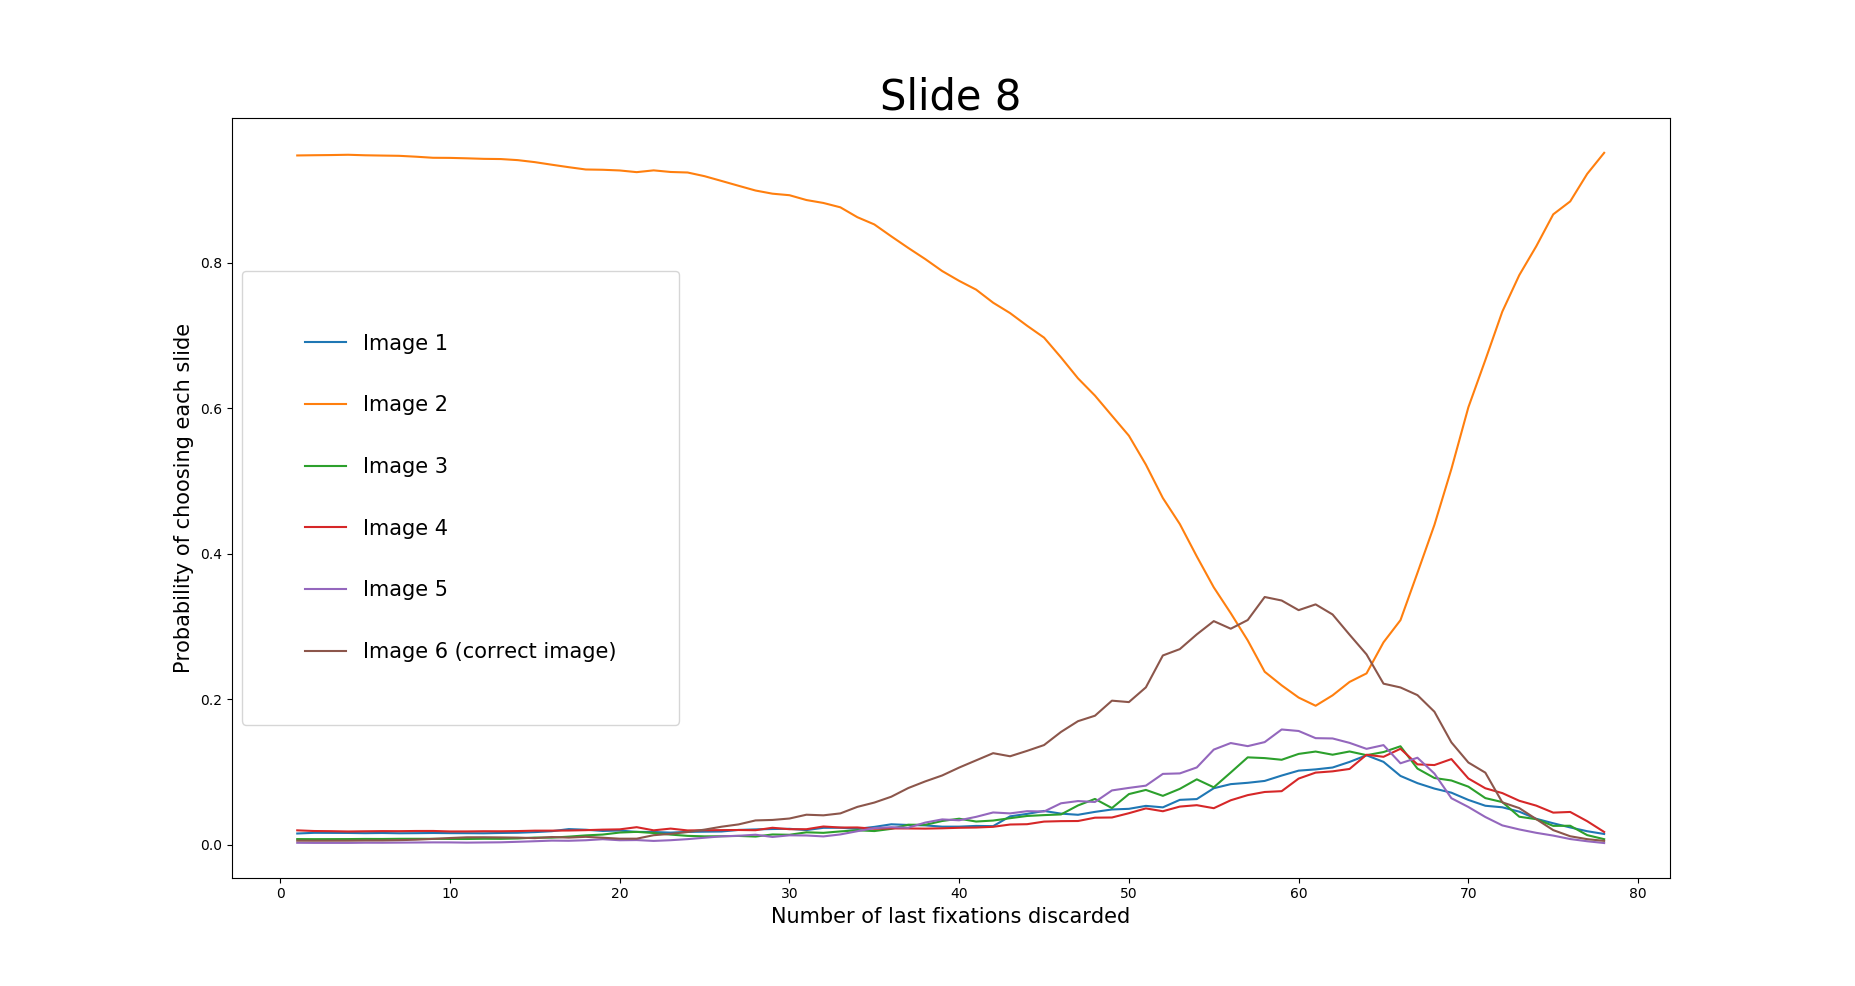 Slide 8
Probability of choosing each slide
0.8
0.6
0.4
0.2
0.0
Image 1
Image 2
Image 3
Image 4
Image 5
Image 6 (correct image)
0 10 20 30 40 50 60 70 80
Number of last fixations discarded